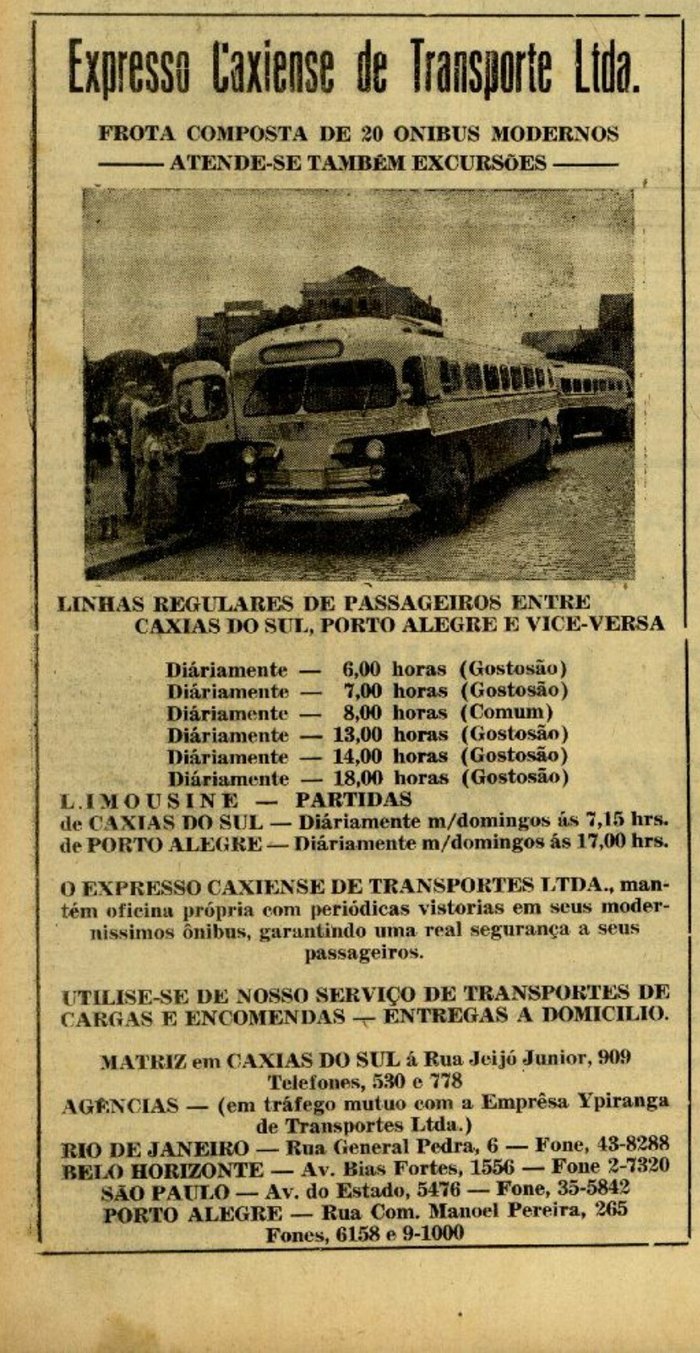 Expresso Caxiense de Transporte Ltda.
FROTA COMPOSTA DE 20 ONIBUS MODERNOS
ATENDE-SE TAMBÉM EXCURSÕES
LINHAS REGULARES DE PASSAGEIROS ENTRE
CAXIAS DO SUL, PORTO ALEGRE E VICE-VERSA
Diáriamente — 6,00 horas (Gostosão)
Diáriamente — 7,00 horas (Gostosão)
Diáriamente — 8,00 horas (Comum)
Diáriamente — 13,00 horas (Gostosão)
Diáriamente — 14,00 horas (Gostosão)
Diáriamente — 18,00 horas (Gostosão)
L.IMOUSINE — PARTIDAS
de CAXIAS DO SUL — Diáriamente m/domingos ás 7,15 hrs.
de PORTO ALEGRE — Diáriamente m/domingos ás 17,00 hrs.
O EXPRESSO CAXIENSE DE TRANSPORTES LTDA., man-
tém oficina própria com periódicas vistorias em seus moder-
nissimos ônibus, garantindo uma real segurança a seus
passageiros.
UTILISE-SE DE NOSSO SERVIÇO DE TRANSPORTES DE
CARGAS E ENCOMENDAS — ENTREGAS A DOMICILIO.
MATRIZ em CAXIAS DO SUL á Rua Jeijó Junior, 909
Telefones, 530 e 778
AGÊNCIAS — (em tráfego mutuo com a Emprêsa Ypiranga
de Transportes Ltda.)
RIO DE JANEIRO — Rua General Pedra, 6 — Fone, 43-8288
BELO HORIZONTE — Av. Bias Fortes, 1556 — Fone 2-7320
SÃO PAULO — Av. do Estado, 5476 — Fone, 35-5842
PORTO ALEGRE — Rua Com. Manoel Pereira, 265
Fones, 6158 e 9-1000